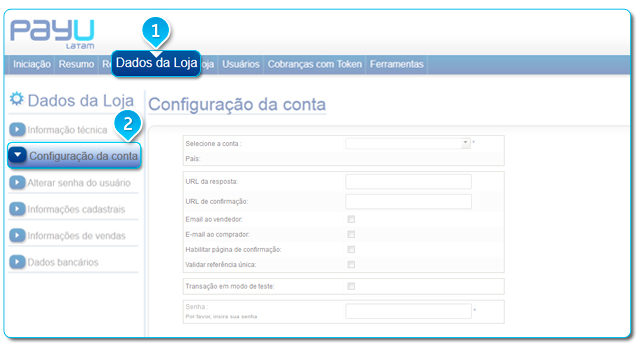 PayU
LATAM
1
Iniciação Resumo Dados da Loja Usuários Cobranças com Token Ferramentas
Dados da Loja
Configuração da conta
2
Informação técnica
Configuração da conta
Alterar senha do usuário
Informações cadastrais
Informações de vendas
Dados bancários
Selecione a conta : *
País:
URL da resposta:
URL de confirmação:
Email ao vendedor:
E-mail ao comprador:
Habilitar página de confirmação:
Validar referência única:
Transação em modo de teste:
Senha : *
Por favor, insira sua senha